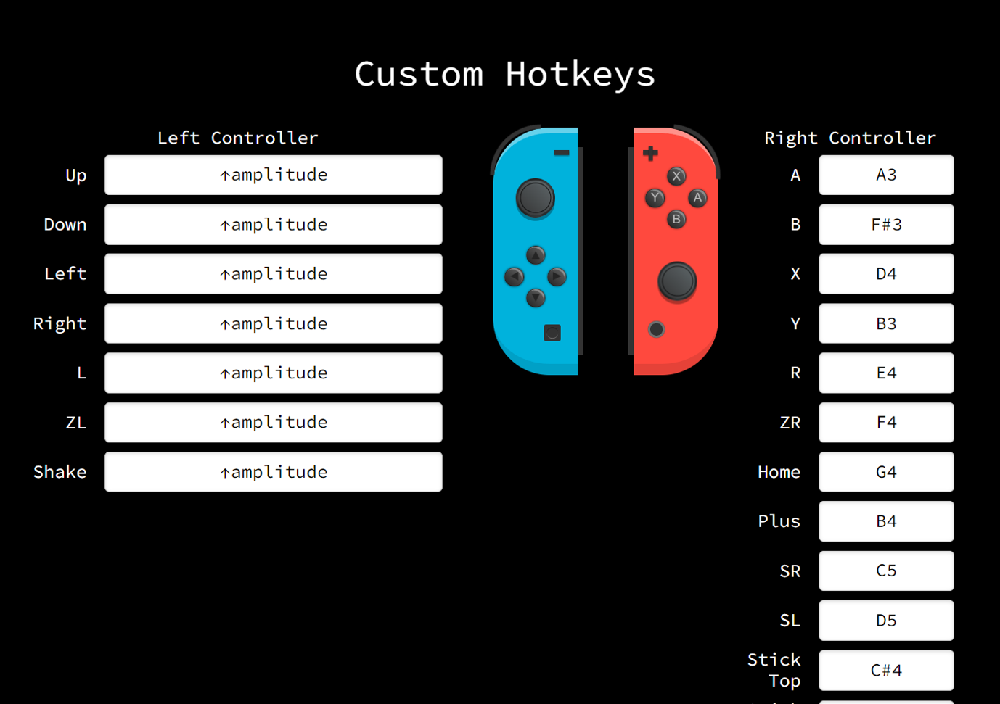 Custom Hotkeys
Left Controller
Up ↑amplitude
Down ↑amplitude
Left ↑amplitude
Right ↑amplitude
L ↑amplitude
ZL ↑amplitude
Shake ↑amplitude
X
Y A
B
Right Controller
A A3
B F#3
X D4
Y B3
R E4
ZR F4
Home G4
Plus B4
SR C5
SL D5
Stick
Top C#4